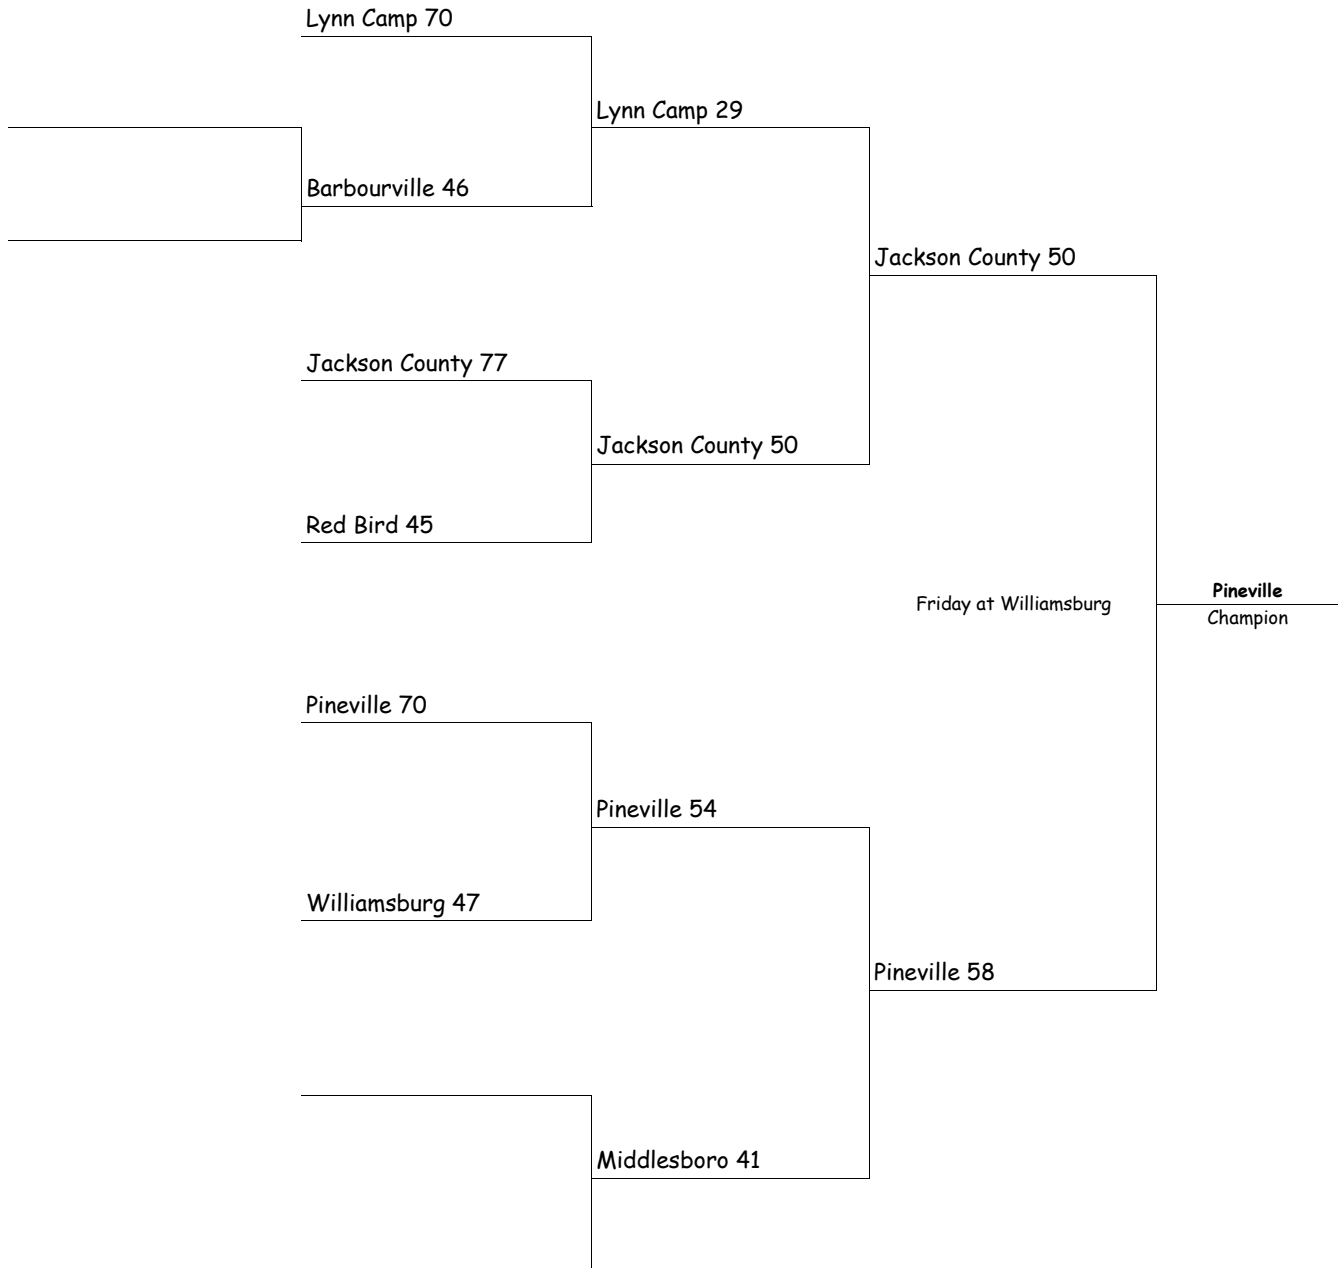 Lynn Camp 70
Lynn Camp 29
Barbourville 46
Jackson County 50
Jackson County 77
Jackson County 50
Red Bird 45
Pineville
Friday at Williamsburg
Champion
Pineville 70
Pineville 54
Williamsburg 47
Pineville 58
Middlesboro 41